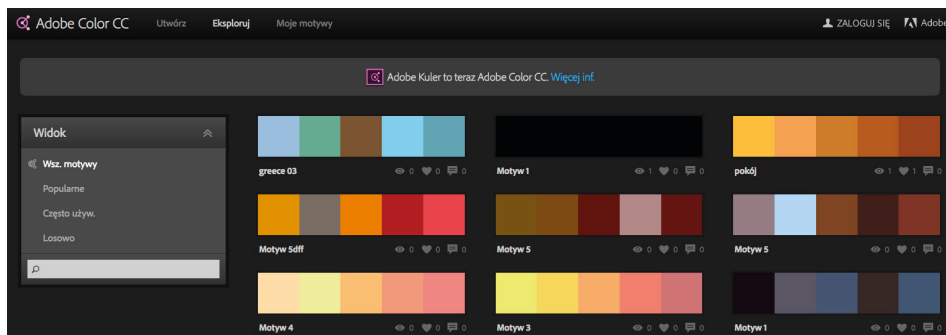 Adobe Color CC Utwórz Eksploruj Moje motywy ZALOGUJ SIĘ Adobe
Adobe Kuler to teraz Adobe Color CC. Więcej inf.
Widok
Wsz. motywy
Popularne
Często używ.
Losowo
greece 03 0 0 0
Motyw 1 1 0 0
pokój 1 1 0
Motyw 5dff 0 0 0
Motyw 5 0 0 0
Motyw 5 0 0 0
Motyw 4 0 0 0
Motyw 3 0 0 0
Motyw 1 0 0 0